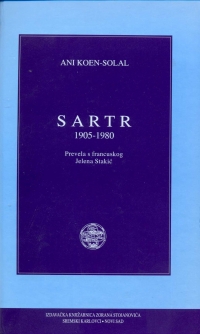 ANI KOEN-SOLAL
SARTR
1905-1980
Prevela s francuskog
Jelena Stakić
IZDAVAČKA KNJIŽARNICA ZORANA STOJANOVIĆA
SREMSKI KARLOVCI • NOVI SAD